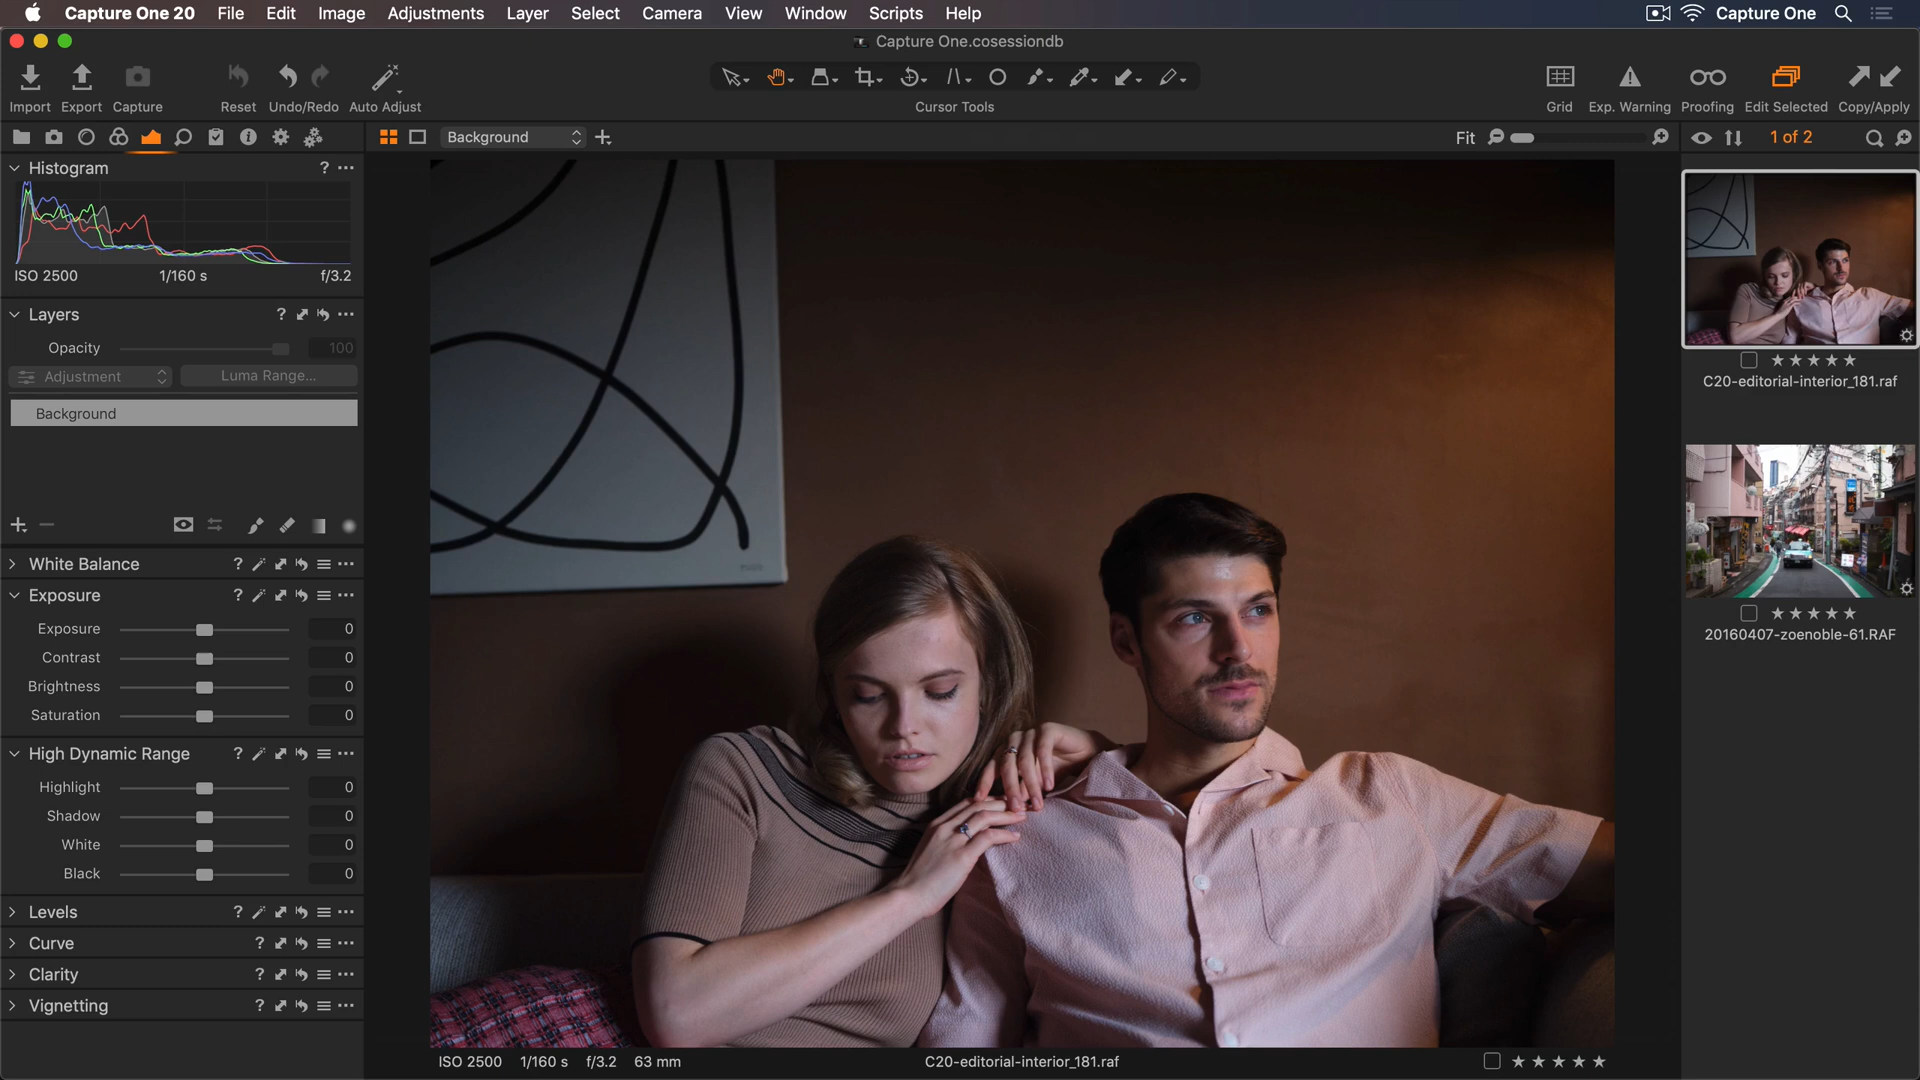 Capture One 20 File Edit Image Adjustments Layer Select Camera View Window Scripts Help Capture One
Capture One.cosessiondb
Import Export Capture Reset Undo/Redo Auto Adjust Cursor Tools Grid Exp. Warning Proofing Edit Selected Copy/Apply
Background Fit 1 of 2
Histogram ?
ISO 2500 1/160 s f/3.2
Layers ?
Opacity 100
Adjustment Luma Range...
Background
White Balance ?
Exposure ?
Exposure 0
Contrast 0
Brightness 0
Saturation 0
High Dynamic Range ?
Highlight 0
Shadow 0
White 0
Black 0
Levels ?
Curve ?
Clarity ?
Vignetting ?
ISO 2500 1/160 s f/3.2 63 mm C20-editorial-interior_181.raf
C20-editorial-interior_181.raf
20160407-zoenoble-61.RAF